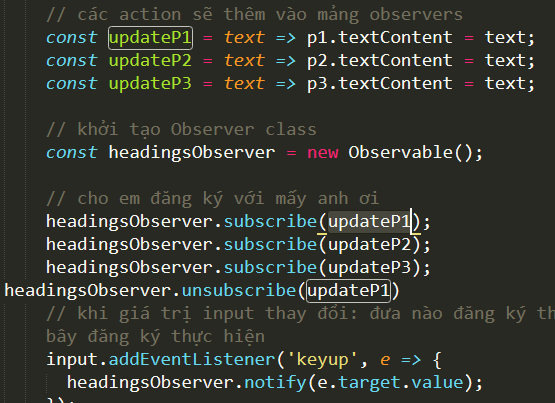 // các action sẽ thêm vào mảng observers
const updateP1 = text => p1.textContent = text;
const updateP2 = text => p2.textContent = text;
const updateP3 = text => p3.textContent = text;
// khởi tạo Observer class
const headingsObserver = new Observable();
// cho em đăng ký với mấy anh ơi
headingsObserver.subscribe(updateP1);
headingsObserver.subscribe(updateP2);
headingsObserver.subscribe(updateP3);
headingsObserver.unsubscribe(updateP1)
// khi giá trị input thay đổi: đưa nào đăng ký th
bây đăng ký thực hiện
input.addEventListener('keyup', e => {
headingsObserver.notify(e.target.value);
});